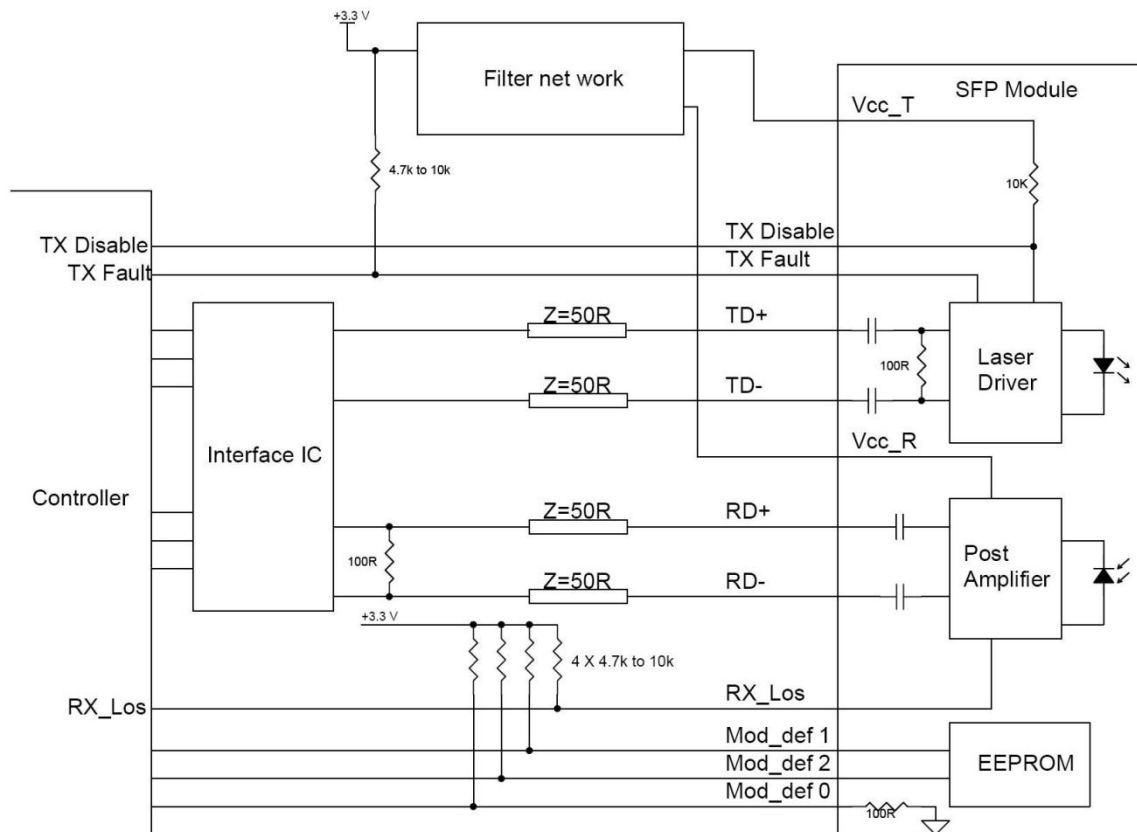 +3.3 V
Filter net work
SFP Module
Vcc_T
4.7k to 10k
10K
TX Disable
TX Disable
TX Fault
TX Fault
Z=50R
TD+
Laser
Driver
100R
Z=50R
TD-
Interface IC
Vcc_R
Controller
Z=50R
RD+
Post
Amplifier
100R
Z=50R
RD-
+3.3 V
4 X 4.7k to 10k
RX_Los
RX_Los
Mod_def 1
Mod_def 2
EEPROM
Mod_def 0
100R